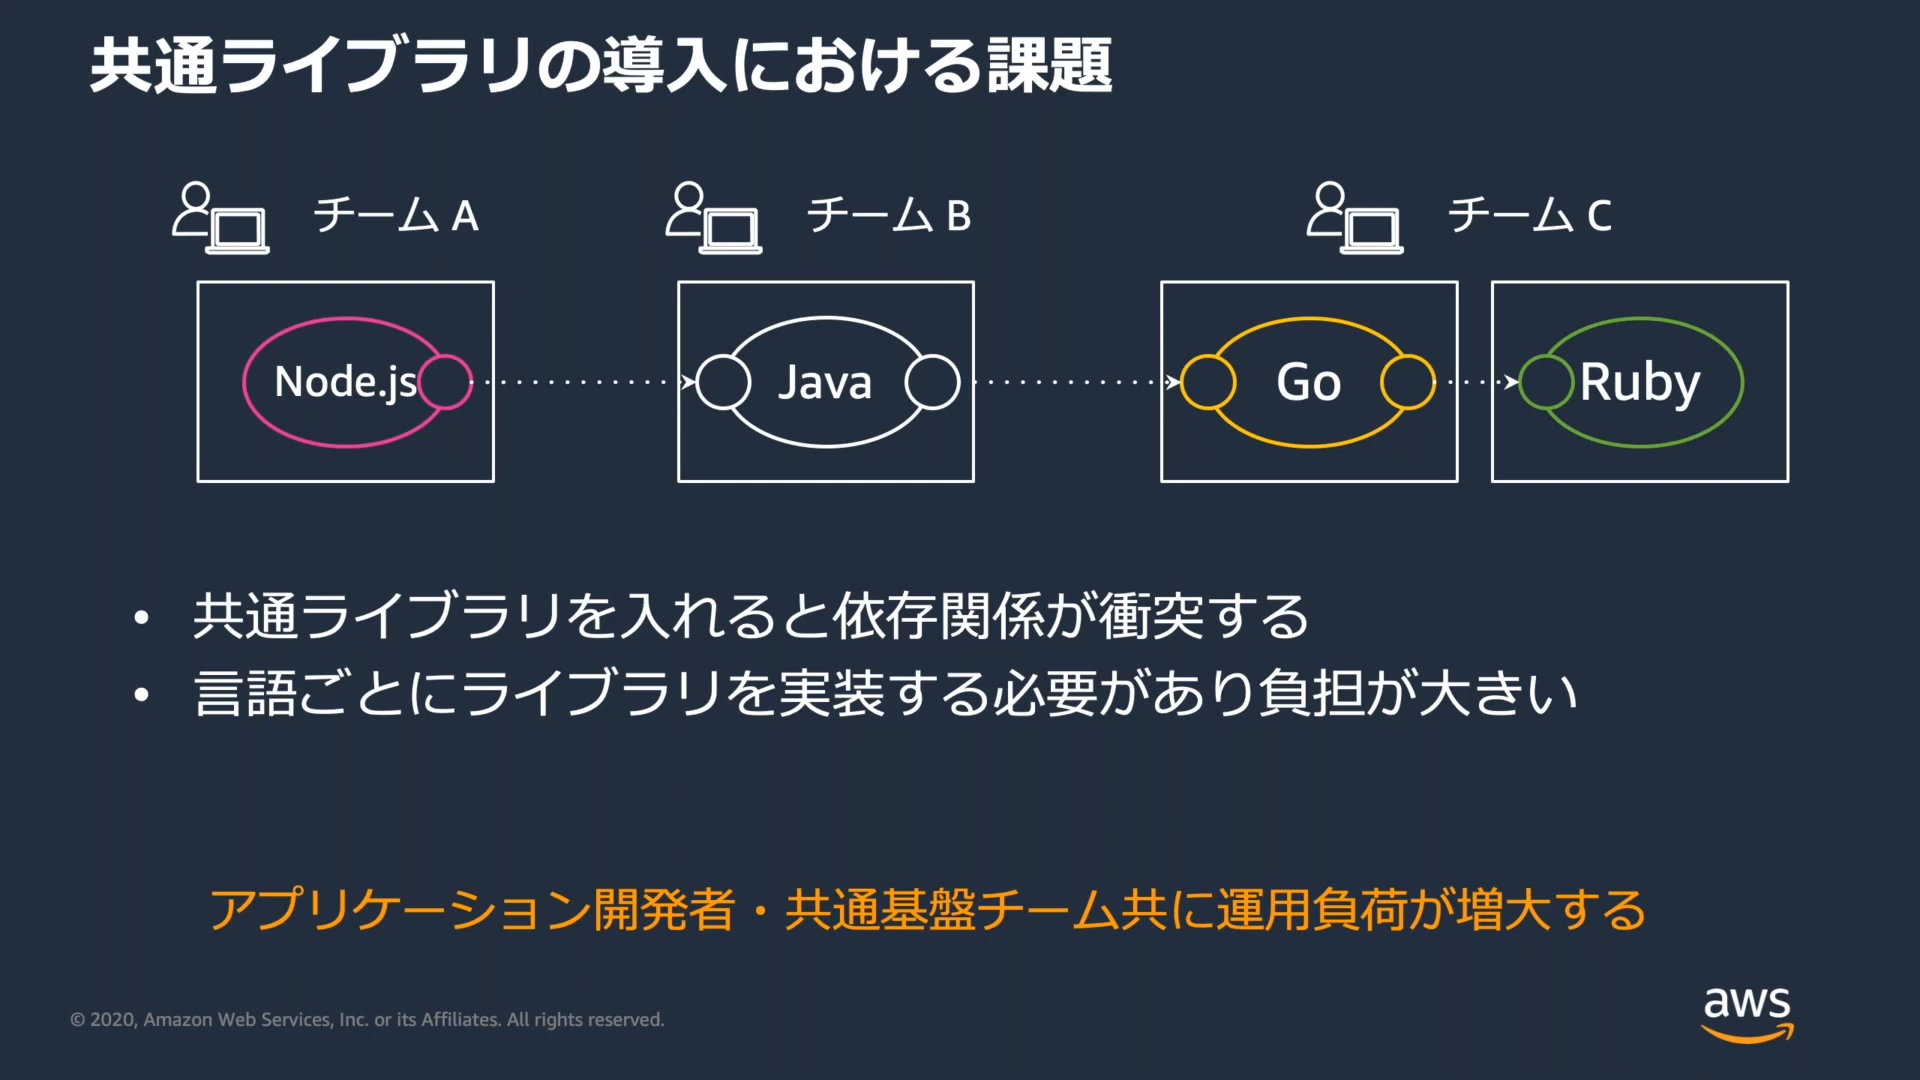 共通ライブラリの導入における課題
チーム A
チーム B
チーム C
Node.js
Java
Go
Ruby
• 共通ライブラリを入れると依存関係が衝突する
• 言語ごとにライブラリを実装する必要があり負担が大きい
アプリケーション開発者・共通基盤チーム共に運用負荷が増大する
© 2020, Amazon Web Services, Inc. or its Affiliates. All rights reserved.
aws